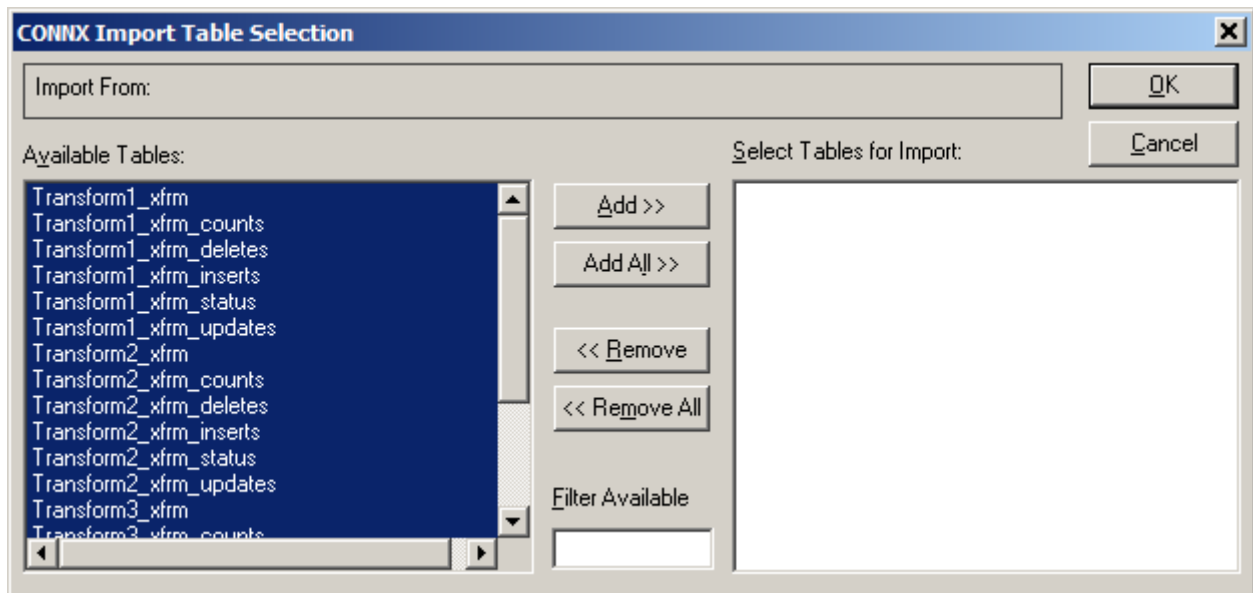 CONNX Import Table Selection
Import From:
OK
Cancel
Available Tables:
Select Tables for Import:
Transform1_xfrm
Transform1_xfrm_counts
Transform1_xfrm_deletes
Transform1_xfrm_inserts
Transform1_xfrm_status
Transform1_xfrm_updates
Transform2_xfrm
Transform2_xfrm_counts
Transform2_xfrm_deletes
Transform2_xfrm_inserts
Transform2_xfrm_status
Transform2_xfrm_updates
Transform3_xfrm
Transform3_xfrm_counts
Add >>
Add All >>
<< Remove
<< Remove All
Filter Available